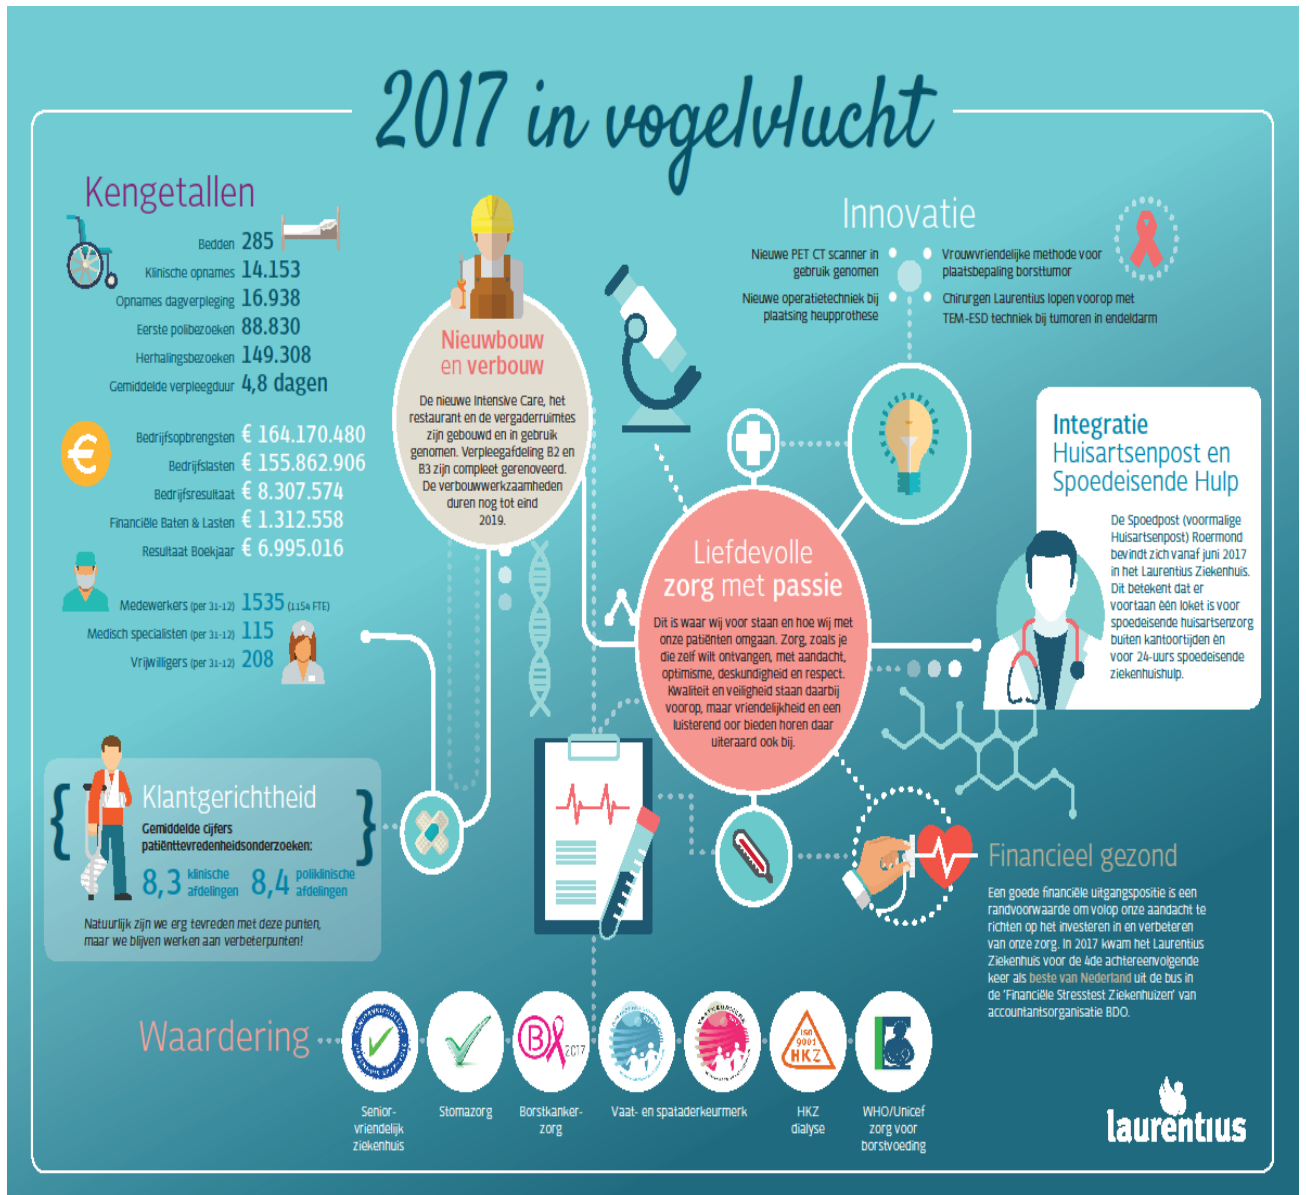 2017 in vogelvlucht
Kengetallen
Bedden 285
Klinische opnames 14.153
Opnames dagverpleging 16.938
Eerste polibezoeken 88.830
Herhalingsbezoeken 149.308
Gemiddelde verpleegduur 4,8 dagen
Bedrijfsopbrengsten € 164.170.480
Bedrijfslasten € 155.862.906
Bedrijfsresultaat € 8.307.574
Financiële Baten & Lasten € 1.312.558
Resultaat Boekjaar € 6.995.016
Medewerkers (per 31-12) 1535 (1154 FTE)
Medisch specialisten (per 31-12) 115
Vrijwilligers (per 31-12) 208
Nieuwbouw
en verbouw
De nieuwe Intensive Care, het
restaurant en de vergaderruimtes
zijn gebouwd en in gebruik
genomen. Verpleegafdeling B2 en
B3 zijn compleet gerenoveerd.
De verbouwwerkzaamheden
duren nog tot eind
2019.
Innovatie
Nieuwe PET CT scanner in
gebruik genomen
Nieuwe operatietechniek bij
plaatsing heupprothese
Vrouwvriendelijke methode voor
plaatsbepaling borsttumor
Chirurgen Laurentius lopen voorop met
TEM-ESD techniek bij tumoren in endeldarm
Integratie
Huisartsenpost en
Spoedeisende Hulp
De Spoedpost (voormalige
Huisartsenpost) Roermond
bevindt zich vanaf juni 2017
in het Laurentius Ziekenhuis.
Dit betekent dat er
voortaan één loket is voor
spoedeisende huisartsenzorg
buiten kantoortijden én
voor 24-uurs spoedeisende
ziekenhuishulp.
Liefdevolle
zorg met passie
Dit is waar wij voor staan en hoe wij met
onze patiënten omgaan. Zorg, zoals je
die zelf wilt ontvangen, met aandacht,
optimisme, deskundigheid en respect.
Kwaliteit en veiligheid staan daarbij
voorop, maar vriendelijkheid en een
luisterend oor bieden horen daar
uiteraard ook bij.
Klantgerichtheid
Gemiddelde cijfers
patiënttevredenheidsonderzoeken:
8,3 klinische afdelingen 8,4 poliklinische afdelingen
Natuurlijk zijn we erg tevreden met deze punten,
maar we blijven werken aan verbeterpunten!
Financieel gezond
Een goede financiële uitgangspositie is een
randvoorwaarde om volop onze aandacht te
richten op het investeren in en verbeteren
van onze zorg. In 2017 kwam het Laurentius
Ziekenhuis voor de 4de achtereenvolgende
keer als beste van Nederland uit de bus in
de 'Financiële Stresstest Ziekenhuizen' van
accountantsorganisatie BDO.
Waardering
B 2017
ISO
9001
HKZ
Senior-
vriendelijk
ziekenhuis
Stomazorg
Borstkanker-
zorg
Vaat- en spataderkeurmerk
HKZ
dialyse
WHO/Unicef
zorg voor
borstvoeding
laurentius